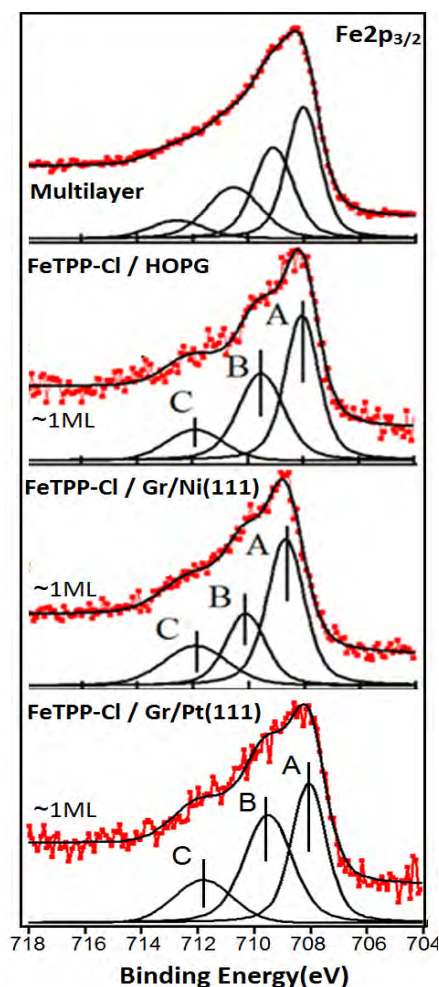 Fe2p3/2
Multilayer
FeTPP-Cl / HOPG
A
B
C
~1ML
FeTPP-Cl / Gr/Ni(111)
A
~1ML
B
C
FeTPP-Cl / Gr/Pt(111)
A
~1ML
B
C
718 716 714 712 710 708 706 704
Binding Energy(eV)